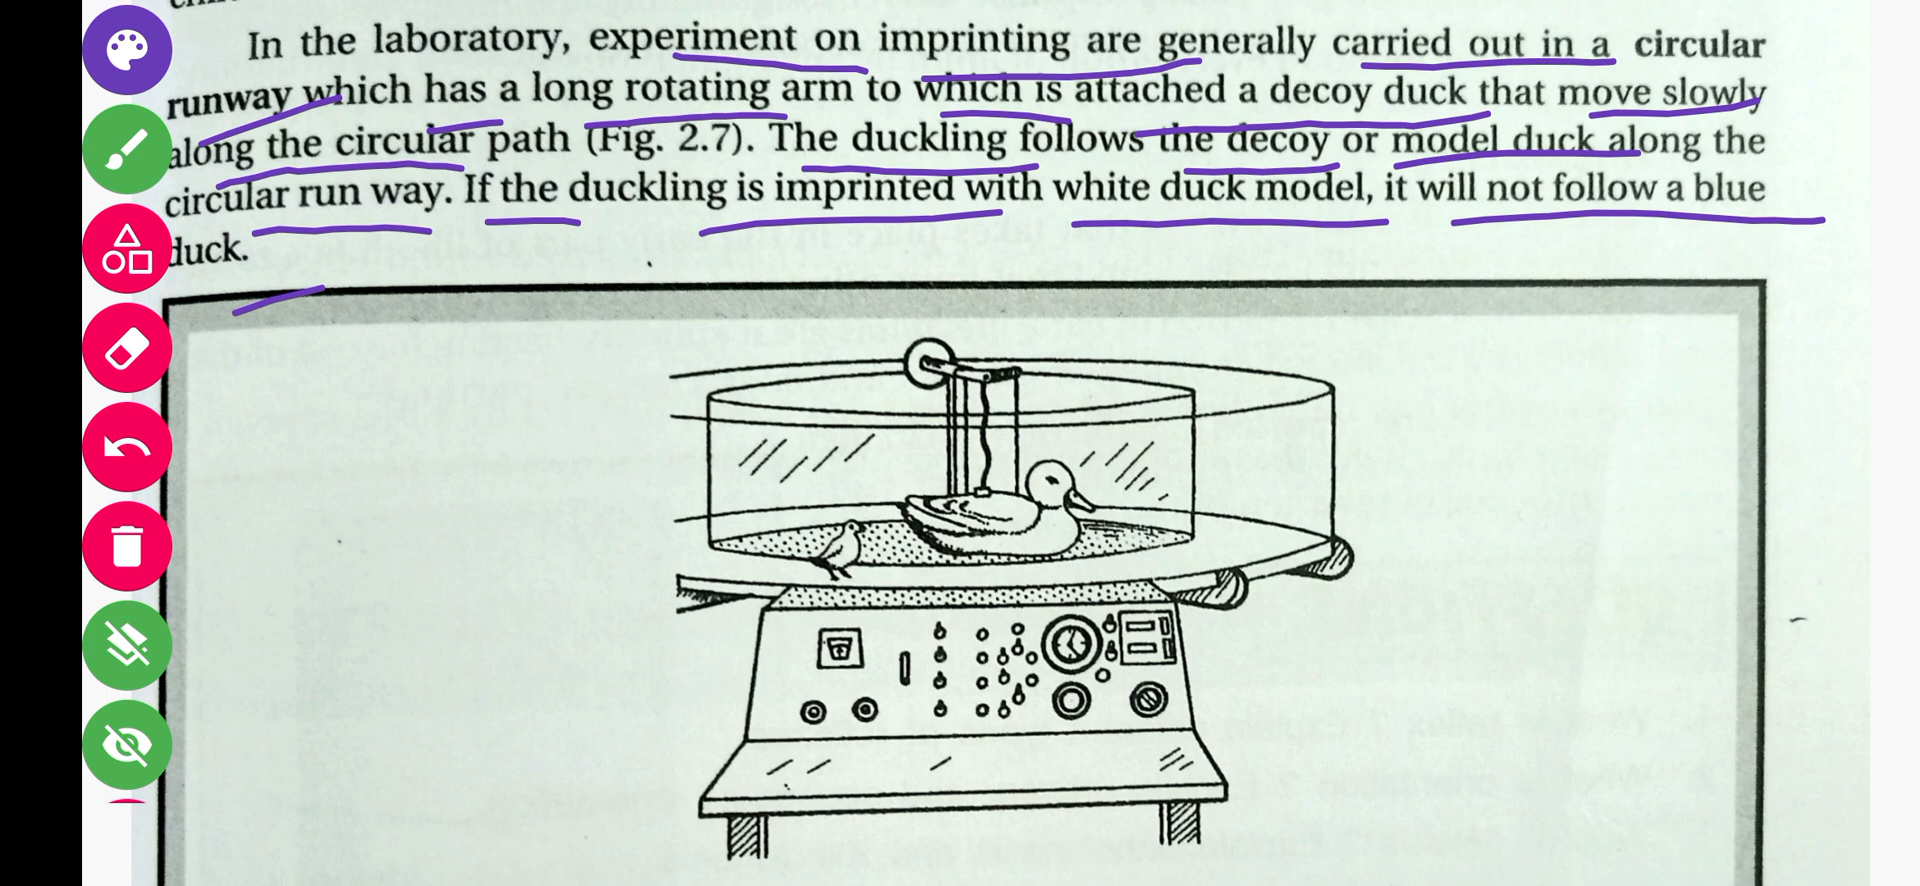 In the laboratory, experiment on imprinting are generally carried out in a circular
runway which has a long rotating arm to which is attached a decoy duck that move slowly
along the circular path (Fig. 2.7). The duckling follows the decoy or model duck along the
circular run way. If the duckling is imprinted with white duck model, it will not follow a blue
duck.